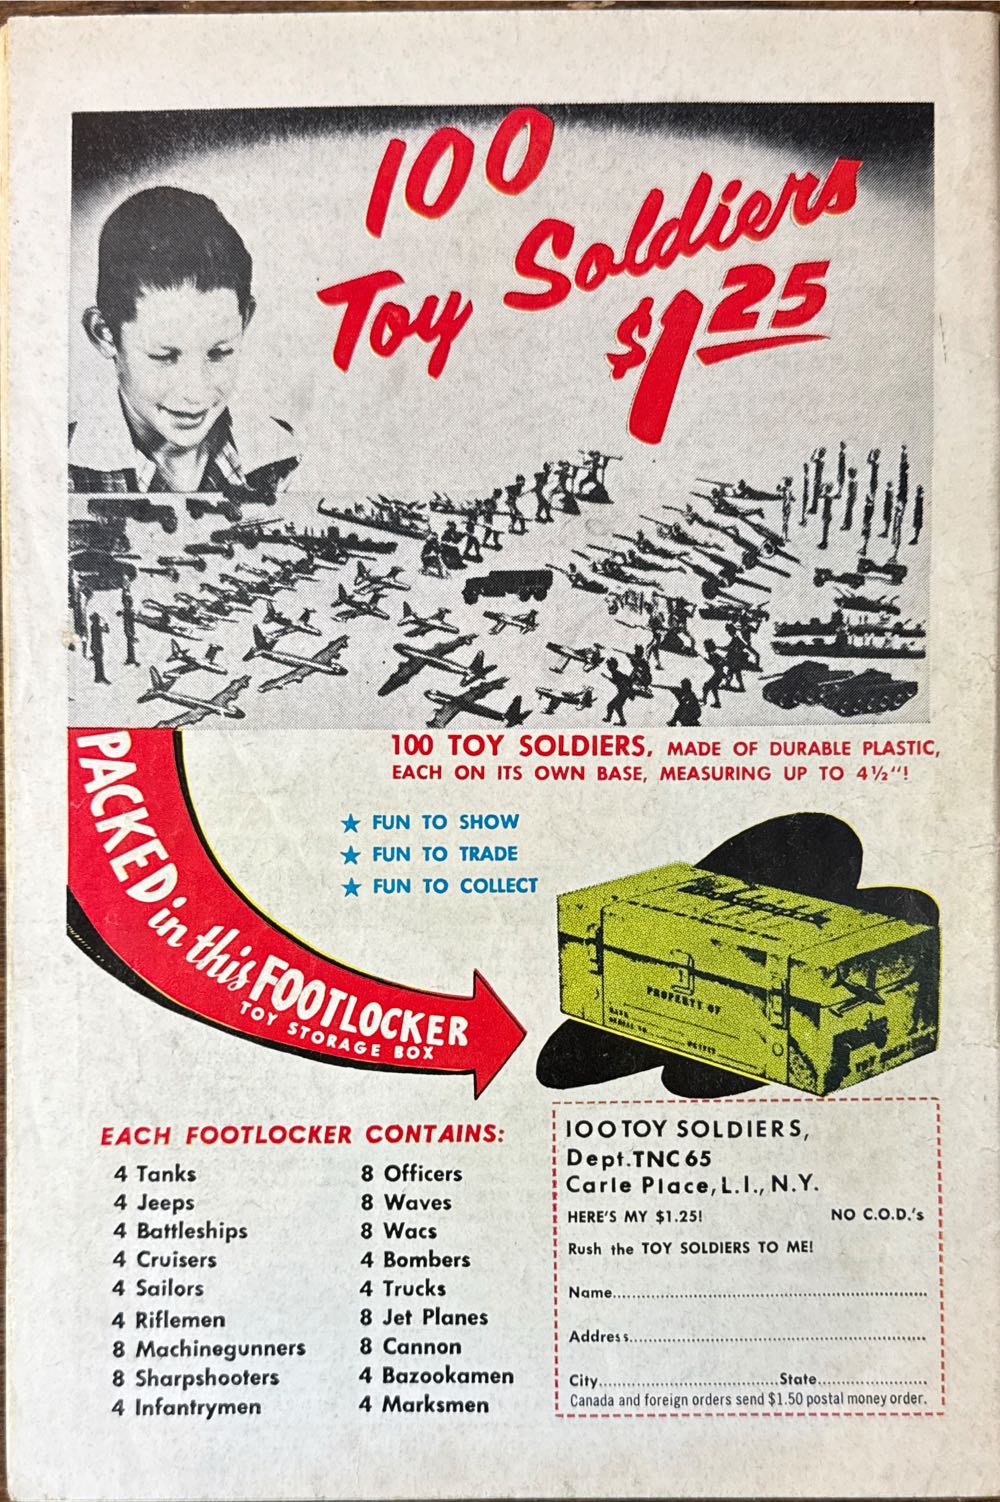 100
Toy Soldiers
$1.25
100 TOY SOLDIERS, MADE OF DURABLE PLASTIC,
EACH ON ITS OWN BASE, MEASURING UP TO 4½"!
★ FUN TO SHOW
★ FUN TO TRADE
★ FUN TO COLLECT
PACKED in this FOOTLOCKER
TOY STORAGE BOX
PROPERTY OF
EACH FOOTLOCKER CONTAINS:
4 Tanks
4 Jeeps
4 Battleships
4 Cruisers
4 Sailors
4 Riflemen
8 Machinegunners
8 Sharpshooters
4 Infantrymen
8 Officers
8 Waves
8 Wacs
4 Bombers
4 Trucks
8 Jet Planes
8 Cannon
4 Bazookamen
4 Marksmen
100 TOY SOLDIERS,
Dept.TNC 65
Carle Place, L.I., N.Y.
HERE'S MY $1.25! NO C.O.D.'s
Rush the TOY SOLDIERS TO ME!
Name
Address
City State
Canada and foreign orders send $1.50 postal money order.